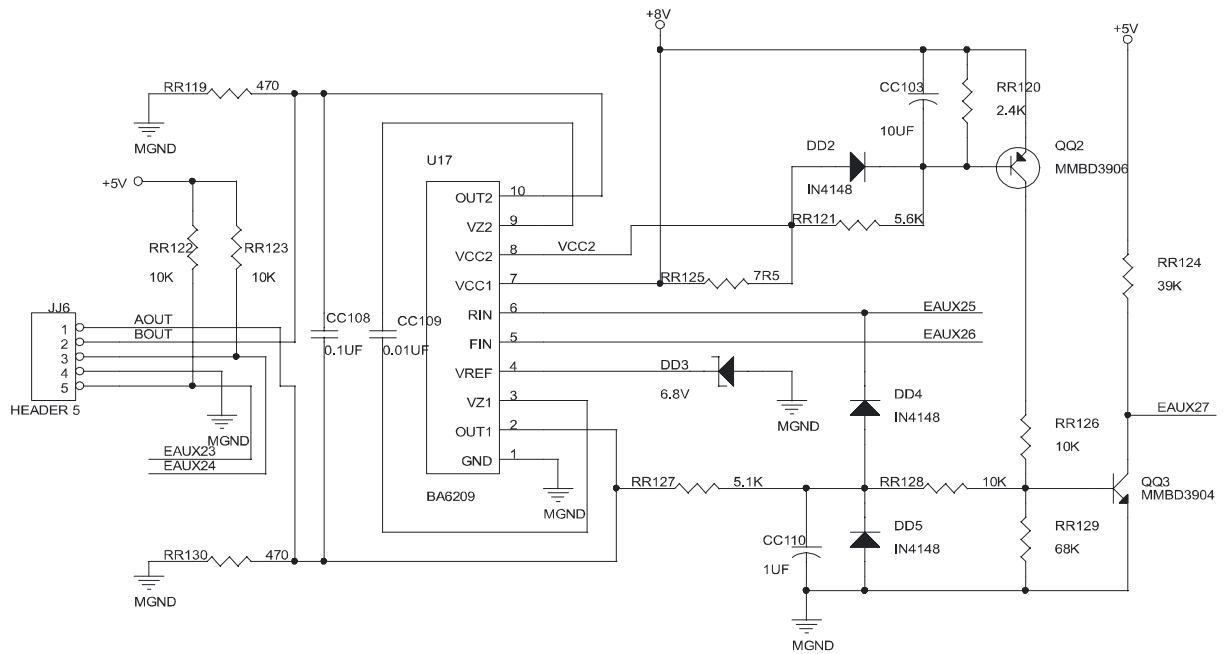 +8V
+5V
RR119 470
MGND
CC103
10UF
RR120
2.4K
QQ2
MMBD3906
DD2
IN4148
U17
+5V
OUT2 10
VZ2 9
VCC2 8 VCC2
VCC1 7
RIN 6 EAUX25
FIN 5 EAUX26
VREF 4
VZ1 3
OUT1 2
GND 1
BA6209
RR121 5.6K
RR125 7R5
RR122
10K
RR123
10K
RR124
39K
JJ6
1 AOUT
2 BOUT
3
4
5
HEADER 5
MGND
EAUX23
EAUX24
CC108
0.1UF
CC109
0.01UF
DD3
6.8V
MGND
DD4
IN4148
EAUX27
RR126
10K
MGND
RR127 5.1K
RR128 10K
QQ3
MMBD3904
CC110
1UF
DD5
IN4148
RR129
68K
RR130 470
MGND
MGND